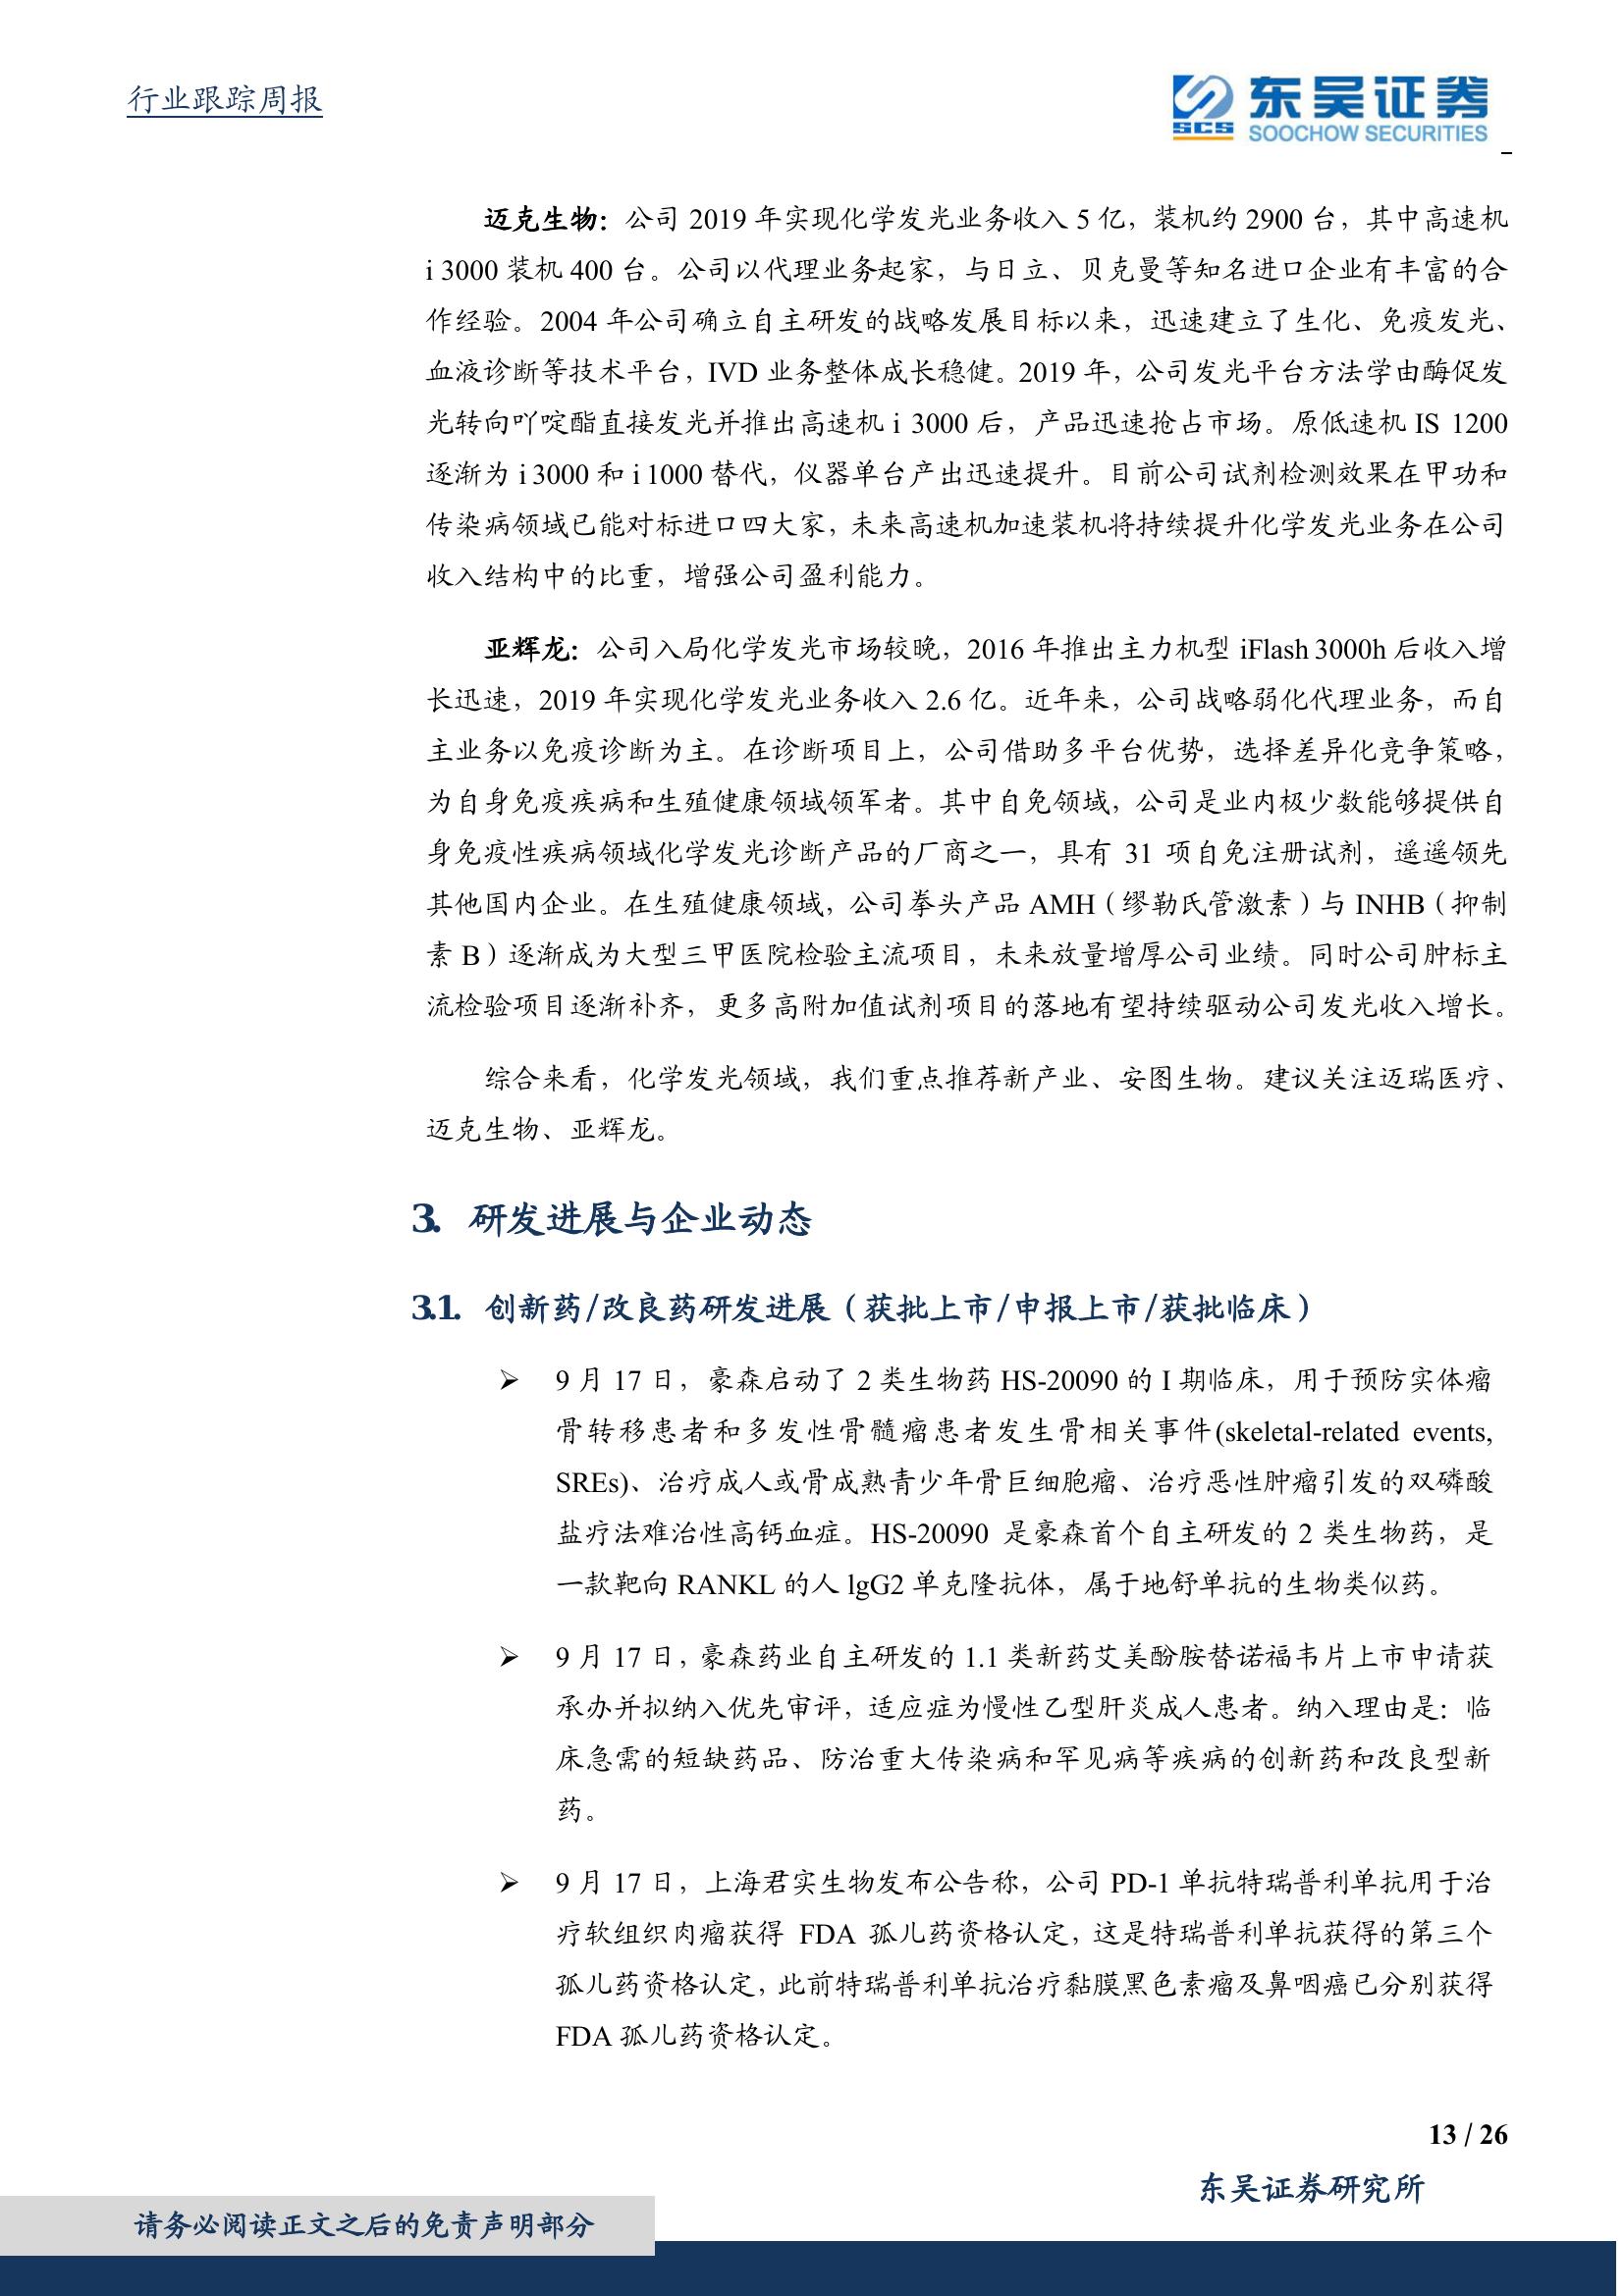 行业跟踪周报
SCS
东吴证券
SOOCHOW SECURITIES
迈克生物：公司 2019 年实现化学发光业务收入 5 亿，装机约 2900 台，其中高速机
i 3000 装机 400 台。公司以代理业务起家，与日立、贝克曼等知名进口企业有丰富的合
作经验。2004 年公司确立自主研发的战略发展目标以来，迅速建立了生化、免疫发光、
血液诊断等技术平台，IVD 业务整体成长稳健。2019 年，公司发光平台方法学由酶促发
光转向吖啶酯直接发光并推出高速机 i 3000 后，产品迅速抢占市场。原低速机 IS 1200
逐渐为 i 3000 和 i 1000 替代，仪器单台产出迅速提升。目前公司试剂检测效果在甲功和
传染病领域已能对标进口四大家，未来高速机加速装机将持续提升化学发光业务在公司
收入结构中的比重，增强公司盈利能力。
亚辉龙：公司入局化学发光市场较晚，2016 年推出主力机型 iFlash 3000h 后收入增
长迅速，2019 年实现化学发光业务收入 2.6 亿。近年来，公司战略弱化代理业务，而自
主业务以免疫诊断为主。在诊断项目上，公司借助多平台优势，选择差异化竞争策略，
为自身免疫疾病和生殖健康领域领军者。其中自免领域，公司是业内极少数能够提供自
身免疫性疾病领域化学发光诊断产品的厂商之一，具有 31 项自免注册试剂，遥遥领先
其他国内企业。在生殖健康领域，公司拳头产品 AMH（缪勒氏管激素）与 INHB（抑制
素 B）逐渐成为大型三甲医院检验主流项目，未来放量增厚公司业绩。同时公司肿标主
流检验项目逐渐补齐，更多高附加值试剂项目的落地有望持续驱动公司发光收入增长。
综合来看，化学发光领域，我们重点推荐新产业、安图生物。建议关注迈瑞医疗、
迈克生物、亚辉龙。
3. 研发进展与企业动态
3.1. 创新药/改良药研发进展（获批上市/申报上市/获批临床）
➢ 9 月 17 日，豪森启动了 2 类生物药 HS-20090 的 I 期临床，用于预防实体瘤
骨转移患者和多发性骨髓瘤患者发生骨相关事件(skeletal-related events,
SREs)、治疗成人或骨成熟青少年骨巨细胞瘤、治疗恶性肿瘤引发的双磷酸
盐疗法难治性高钙血症。HS-20090 是豪森首个自主研发的 2 类生物药，是
一款靶向 RANKL 的人 lgG2 单克隆抗体，属于地舒单抗的生物类似药。
➢ 9 月 17 日，豪森药业自主研发的 1.1 类新药艾美酚胺替诺福韦片上市申请获
承办并拟纳入优先审评，适应症为慢性乙型肝炎成人患者。纳入理由是：临
床急需的短缺药品、防治重大传染病和罕见病等疾病的创新药和改良型新
药。
➢ 9 月 17 日，上海君实生物发布公告称，公司 PD-1 单抗特瑞普利单抗用于治
疗软组织肉瘤获得 FDA 孤儿药资格认定，这是特瑞普利单抗获得的第三个
孤儿药资格认定，此前特瑞普利单抗治疗黏膜黑色素瘤及鼻咽癌已分别获得
FDA 孤儿药资格认定。
13 / 26
东吴证券研究所
请务必阅读正文之后的免责声明部分